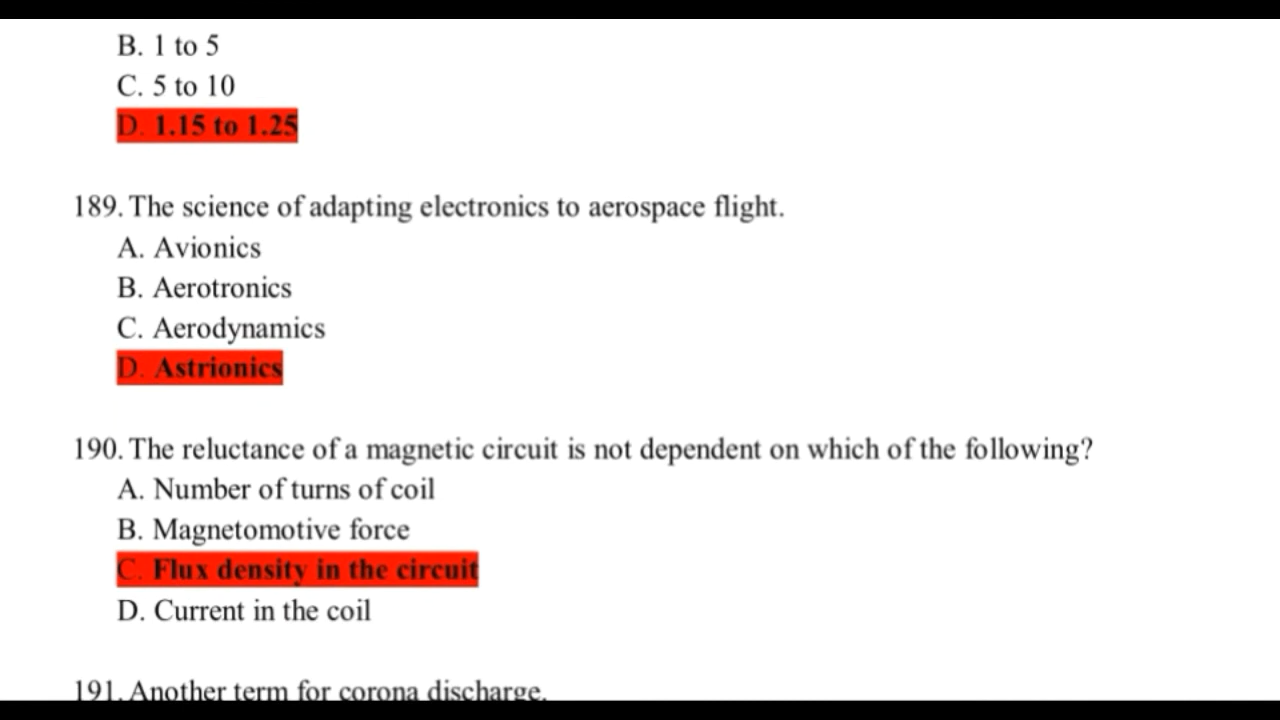 B. 1 to 5
C. 5 to 10
D. 1.15 to 1.25
189. The science of adapting electronics to aerospace flight.
A. Avionics
B. Aerotronics
C. Aerodynamics
D. Astrionics
190. The reluctance of a magnetic circuit is not dependent on which of the following?
A. Number of turns of coil
B. Magnetomotive force
C. Flux density in the circuit
D. Current in the coil
191. Another term for corona discharge.